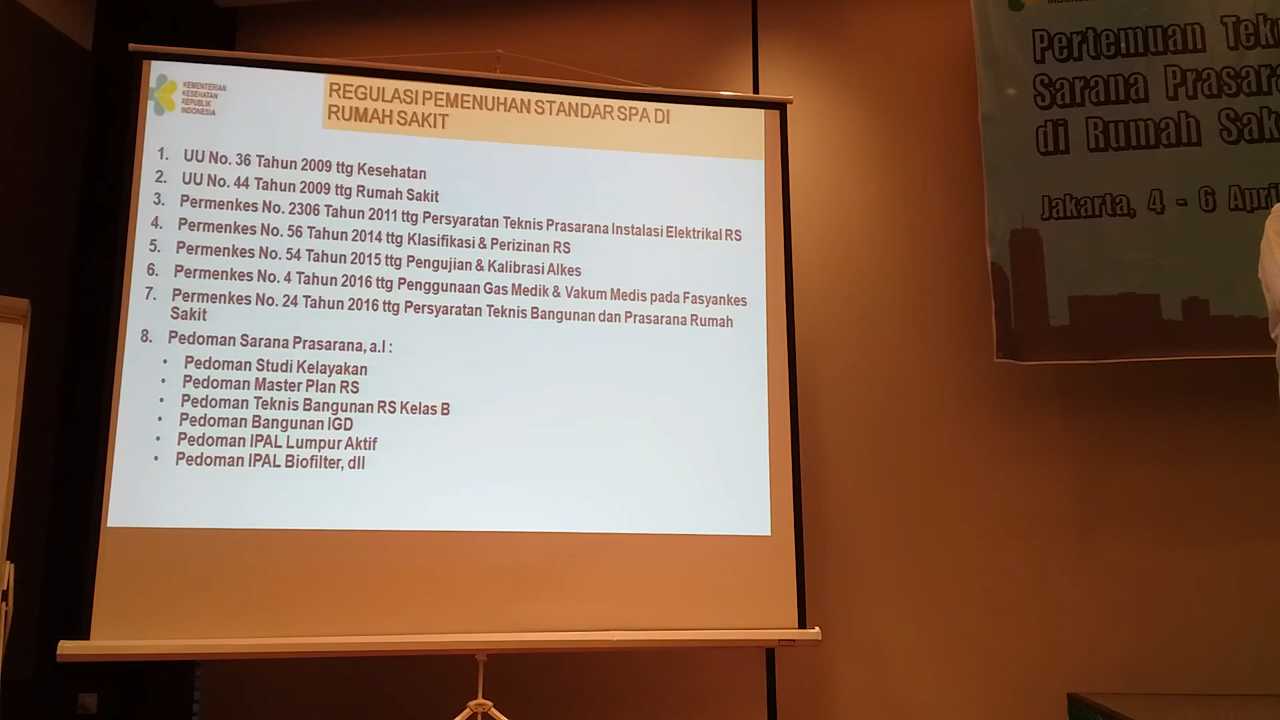 KEMENTERIAN
KESEHATAN
REPUBLIK
INDONESIA
REGULASI PEMENUHAN STANDAR SPA DI
RUMAH SAKIT
1. UU No. 36 Tahun 2009 ttg Kesehatan
2. UU No. 44 Tahun 2009 ttg Rumah Sakit
3. Permenkes No. 2306 Tahun 2011 ttg Persyaratan Teknis Prasarana Instalasi Elektrikal RS
4. Permenkes No. 56 Tahun 2014 ttg Klasifikasi & Perizinan RS
5. Permenkes No. 54 Tahun 2015 ttg Pengujian & Kalibrasi Alkes
6. Permenkes No. 4 Tahun 2016 ttg Penggunaan Gas Medik & Vakum Medis pada Fasyankes
7. Permenkes No. 24 Tahun 2016 ttg Persyaratan Teknis Bangunan dan Prasarana Rumah
Sakit
8. Pedoman Sarana Prasarana, a.l :
• Pedoman Studi Kelayakan
• Pedoman Master Plan RS
• Pedoman Teknis Bangunan RS Kelas B
• Pedoman Bangunan IGD
• Pedoman IPAL Lumpur Aktif
• Pedoman IPAL Biofilter, dll
Pertemuan Tek
Sarana Prasar
di Rumah Sak
Jakarta, 4 - 6 Apri